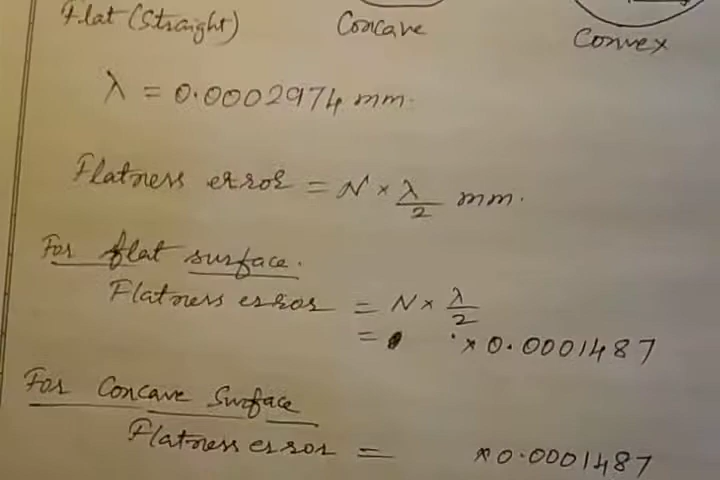 Flat (Straight) Concave Convex
λ = 0.0002974 mm.
Flatness error = N × λ/2 mm.
For flat surface.
Flatness error = N × λ/2
= × 0.0001487
For Concave Surface
Flatness error = × 0.0001487